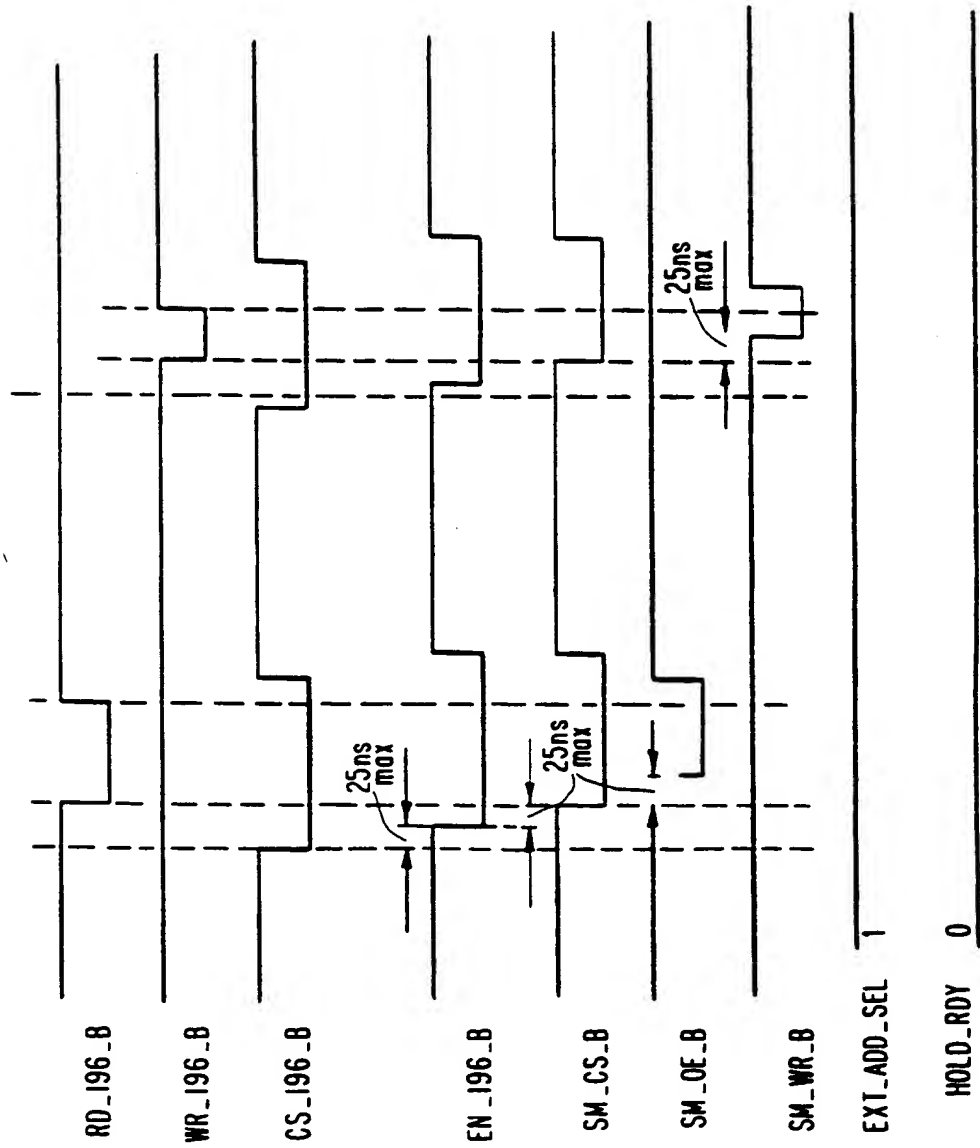 RD_196_B
WR_196_B
CS_196_B
25ns
max
EN_196_B
25ns
max
SM_CS_B
SM_OE_B
25ns
max
SM_WR_B
EXT_ADD_SEL 1
HOLD_RDY 0